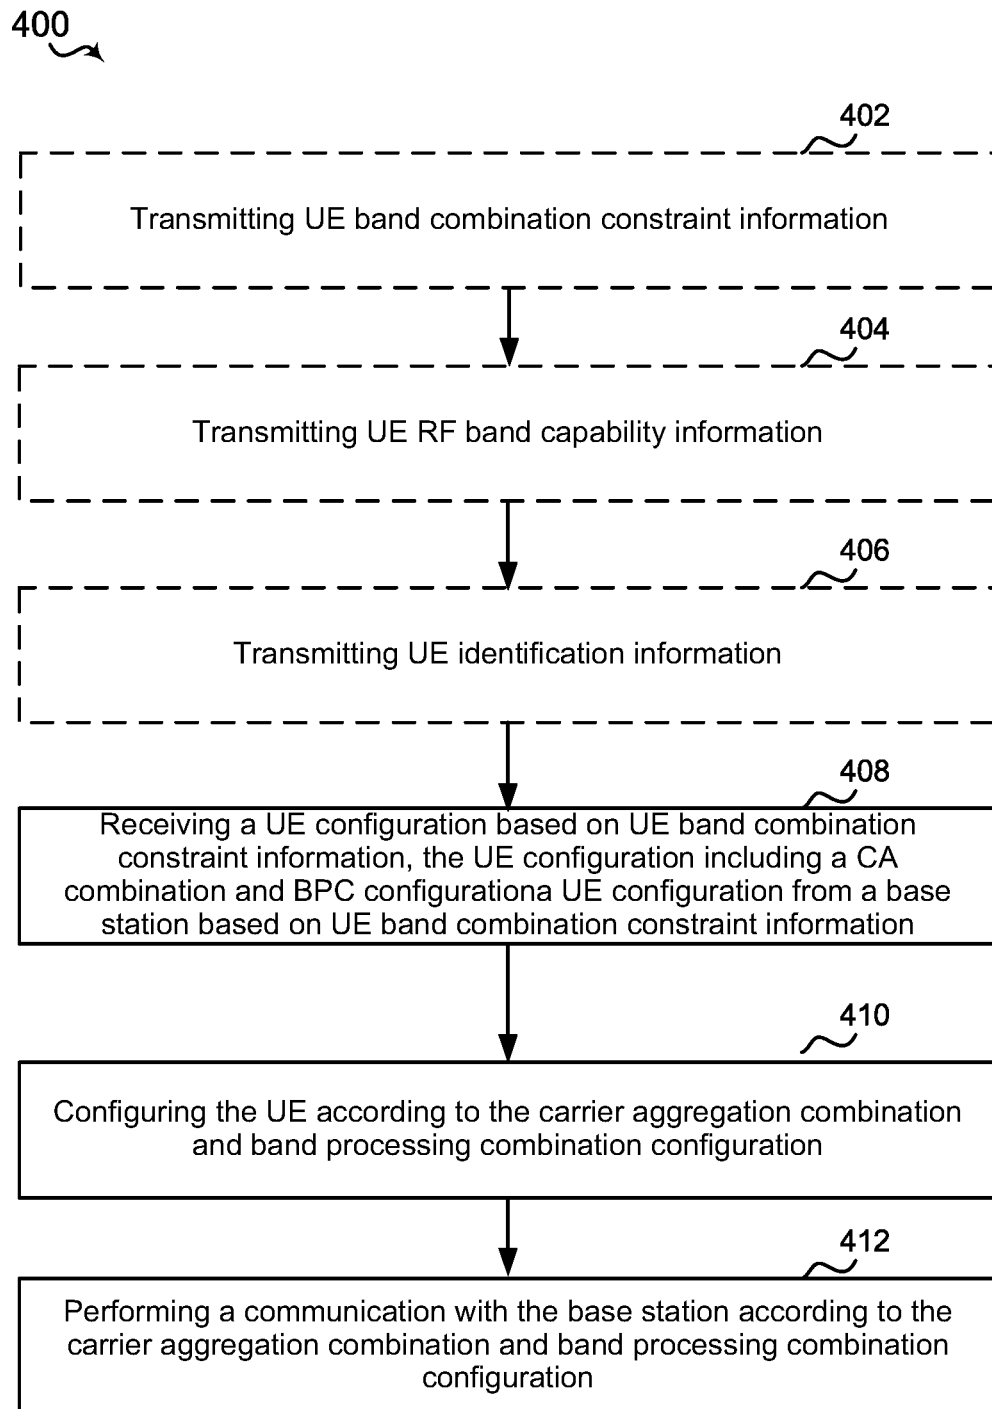 400
402
Transmitting UE band combination constraint information
404
Transmitting UE RF band capability information
406
Transmitting UE identification information
408
Receiving a UE configuration based on UE band combination
constraint information, the UE configuration including a CA
combination and BPC configurationa UE configuration from a base
station based on UE band combination constraint information
410
Configuring the UE according to the carrier aggregation combination
and band processing combination configuration
412
Performing a communication with the base station according to the
carrier aggregation combination and band processing combination
configuration